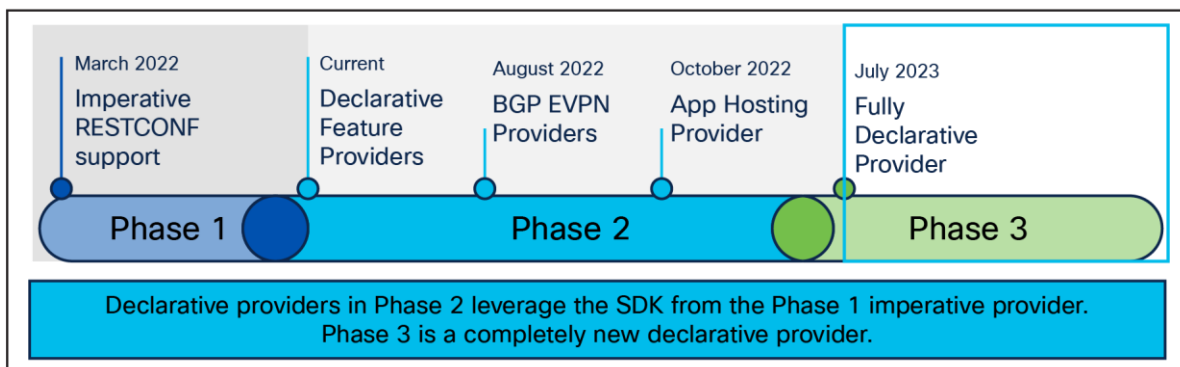 March 2022
Imperative
RESTCONF
support
Current
Declarative
Feature
Providers
August 2022
BGP EVPN
Providers
October 2022
App Hosting
Provider
July 2023
Fully
Declarative
Provider
Phase 1
Phase 2
Phase 3
Declarative providers in Phase 2 leverage the SDK from the Phase 1 imperative provider.
Phase 3 is a completely new declarative provider.